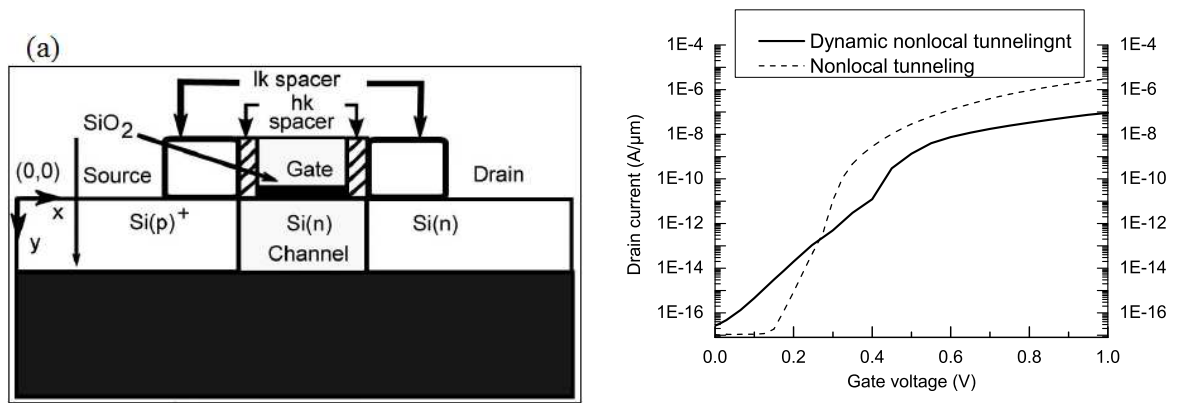 (a)
lk spacer
hk
spacer
SiO2
Gate
(0,0)
Source
Drain
x
Si(p)+
Si(n)
Si(n)
y
Channel
Dynamic nonlocal tunnelingnt
Nonlocal tunneling
1E-4
1E-6
1E-8
1E-10
1E-12
1E-14
1E-16
Drain current (A/μm)
1E-4
1E-6
1E-8
1E-10
1E-12
1E-14
1E-16
0.0 0.2 0.4 0.6 0.8 1.0
Gate voltage (V)